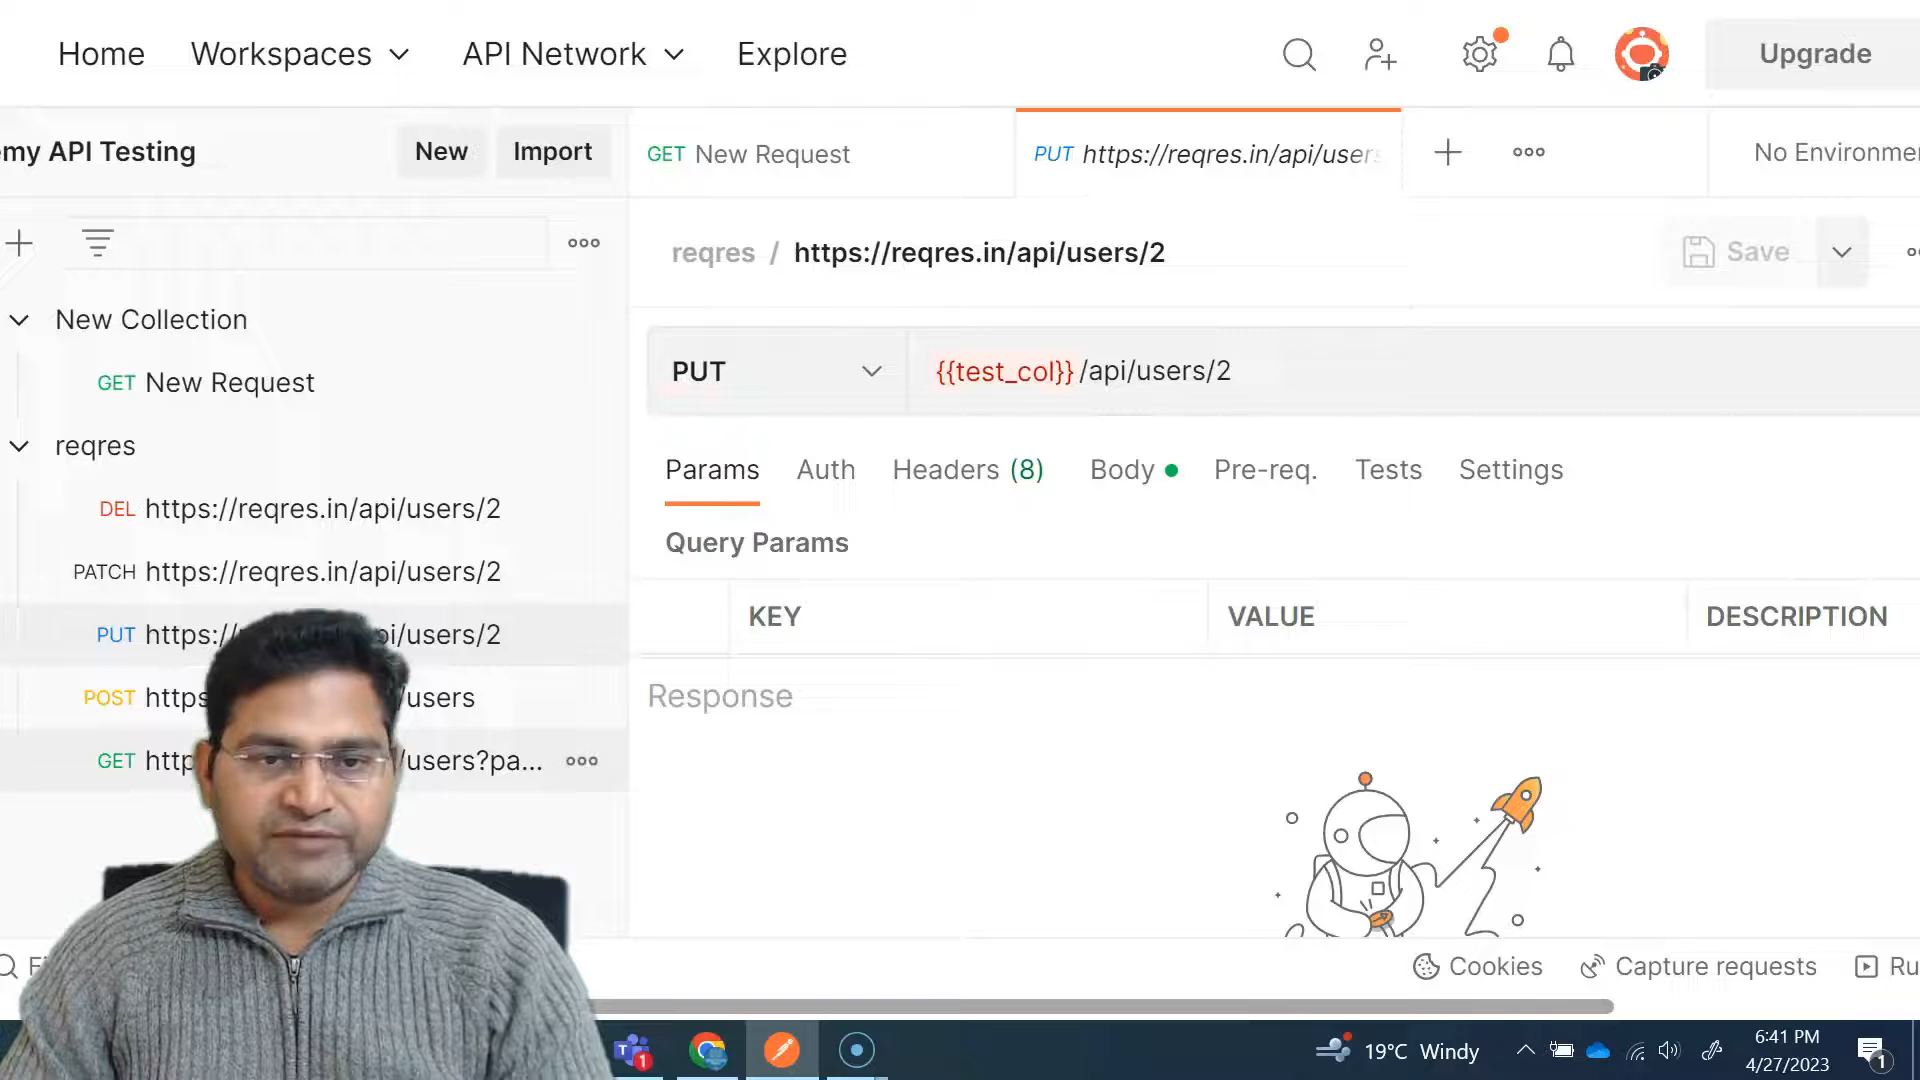 Home Workspaces API Network Explore Upgrade
my API Testing New Import GET New Request PUT https://reqres.in/api/users No Environme
reqres / https://reqres.in/api/users/2 Save
New Collection
GET New Request
PUT {{test_col}}/api/users/2
reqres
Params Auth Headers (8) Body Pre-req. Tests Settings
DEL https://reqres.in/api/users/2
Query Params
PATCH https://reqres.in/api/users/2
KEY VALUE DESCRIPTION
PUT https:// pi/users/2
Response
POST https /users
GET http /users?pa...
Cookies Capture requests Ru
19°C Windy
6:41 PM
4/27/2023
1
1